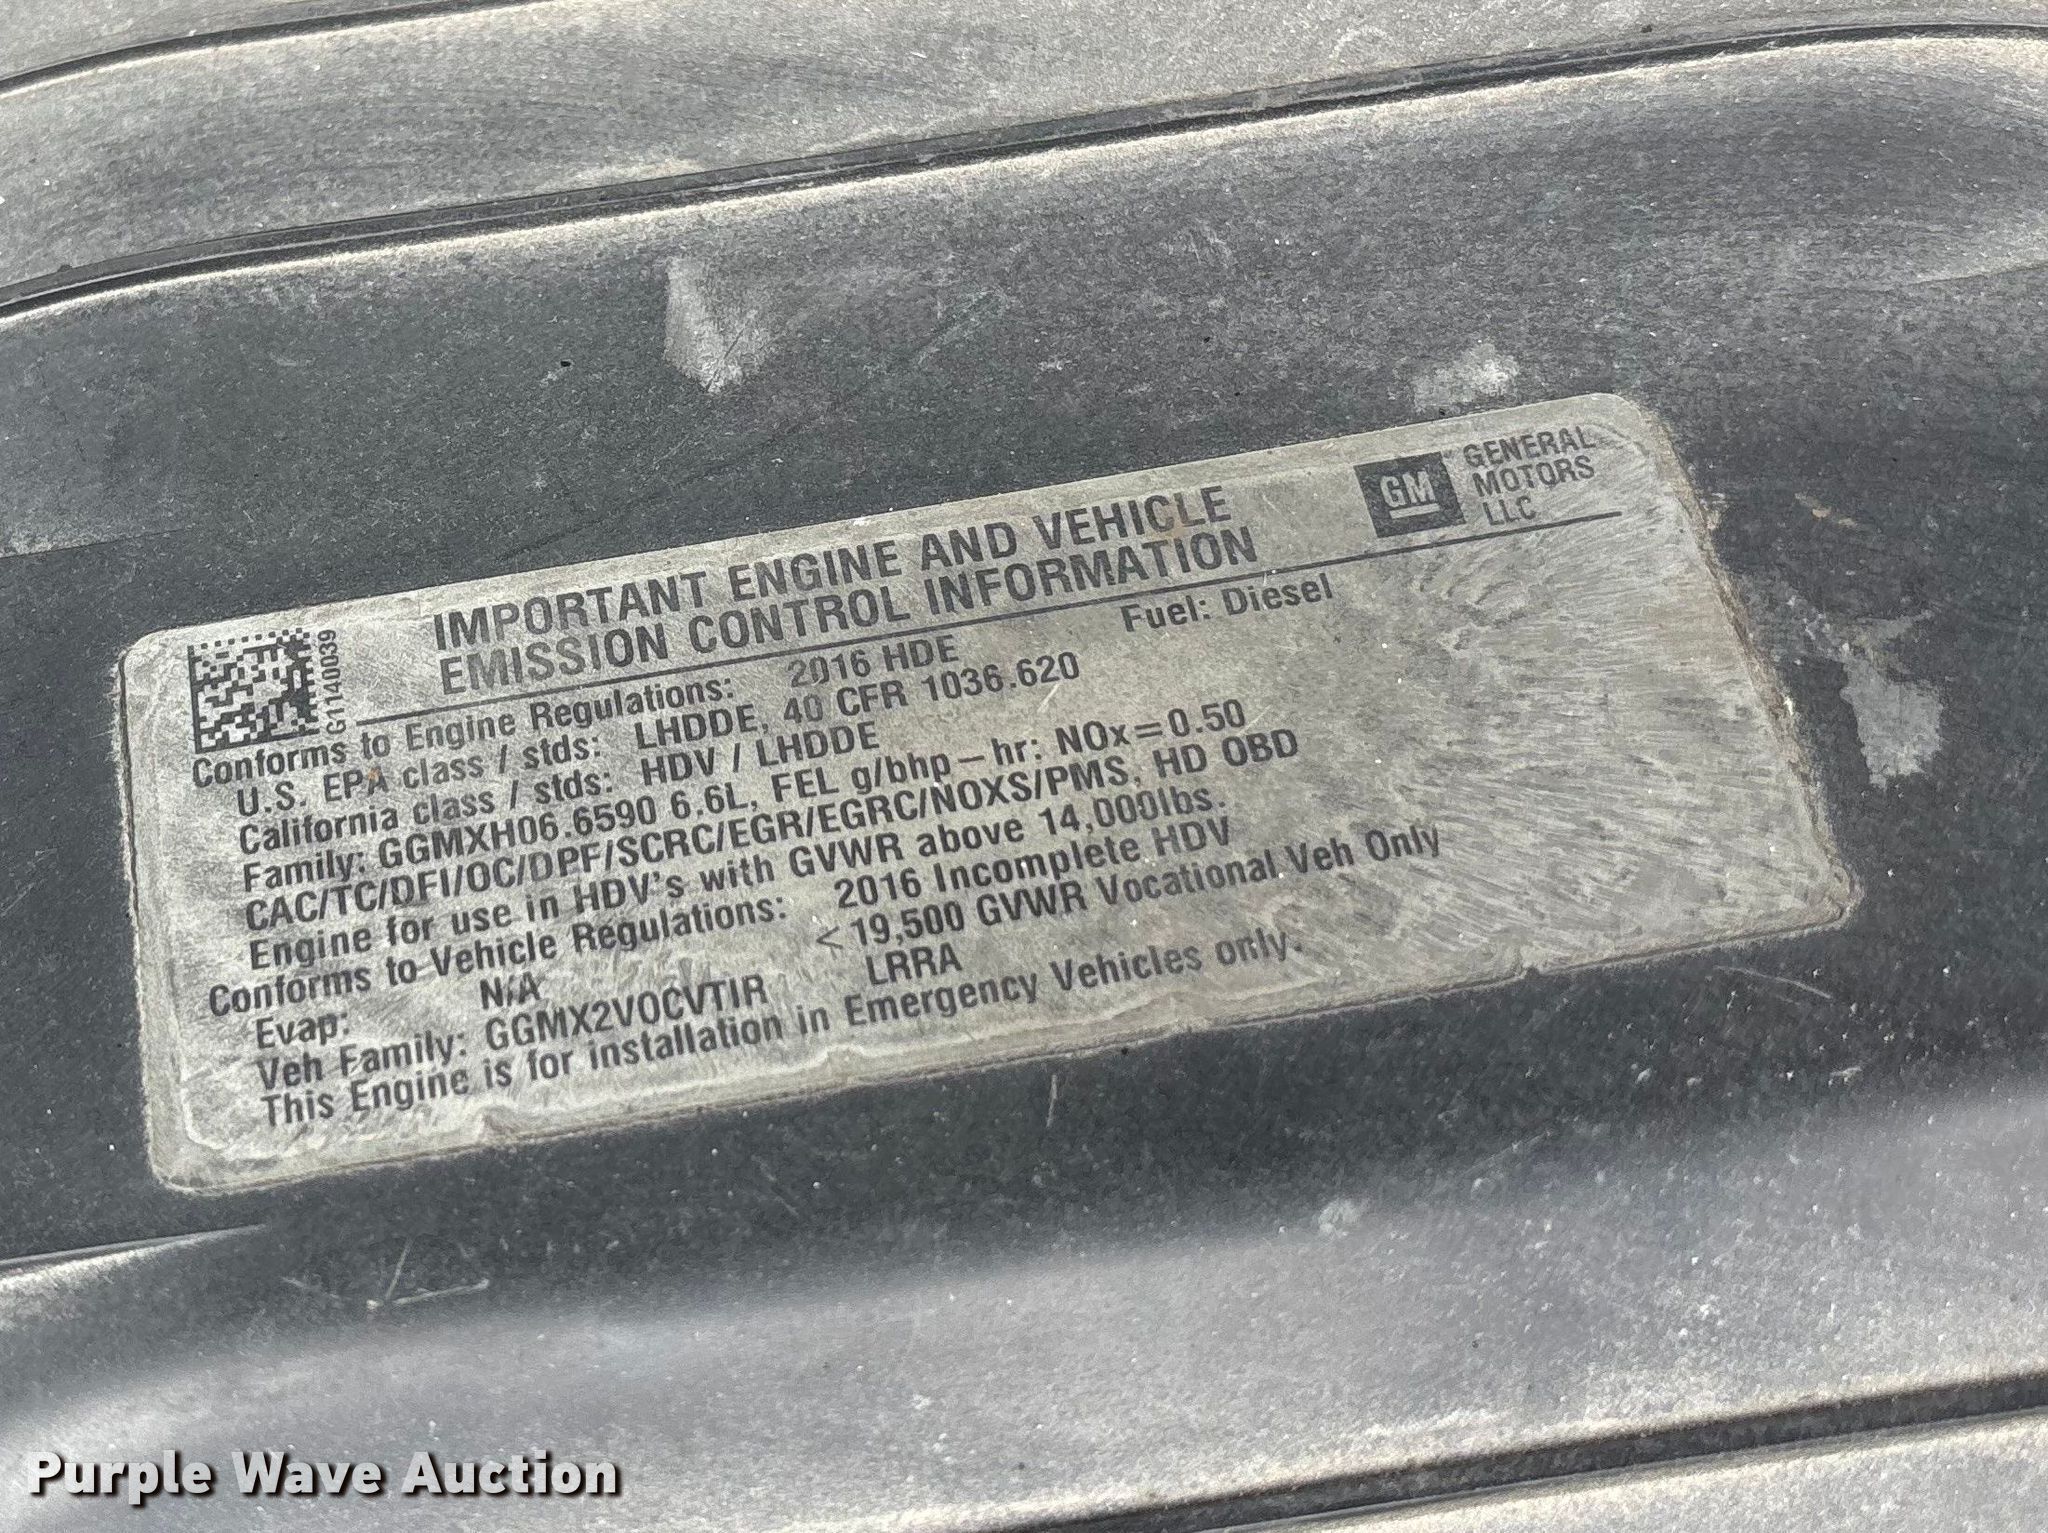 GM GENERAL
MOTORS
LLC
IMPORTANT ENGINE AND VEHICLE
EMISSION CONTROL INFORMATION
CG1140039
Conforms to Engine Regulations: 2016 HDE Fuel: Diesel
U.S. EPA class / stds: LHDDE, 40 CFR 1036.620
California class / stds: HDV / LHDDE
Family: GGMXH06.6590 6.6L, FEL g/bhp-hr: NOx=0.50
CAC/TC/DFI/OC/DPF/SCRC/EGR/EGRC/NOXS/PMS, HD OBD
Engine for use in HDV's with GVWR above 14,000lbs.
Conforms to Vehicle Regulations: 2016 Incomplete HDV
< 19,500 GVWR Vocational Veh Only
Evap: N/A
Veh Family: GGMX2VOCVTIR LRRA
This Engine is for installation in Emergency Vehicles only.
Purple Wave Auction